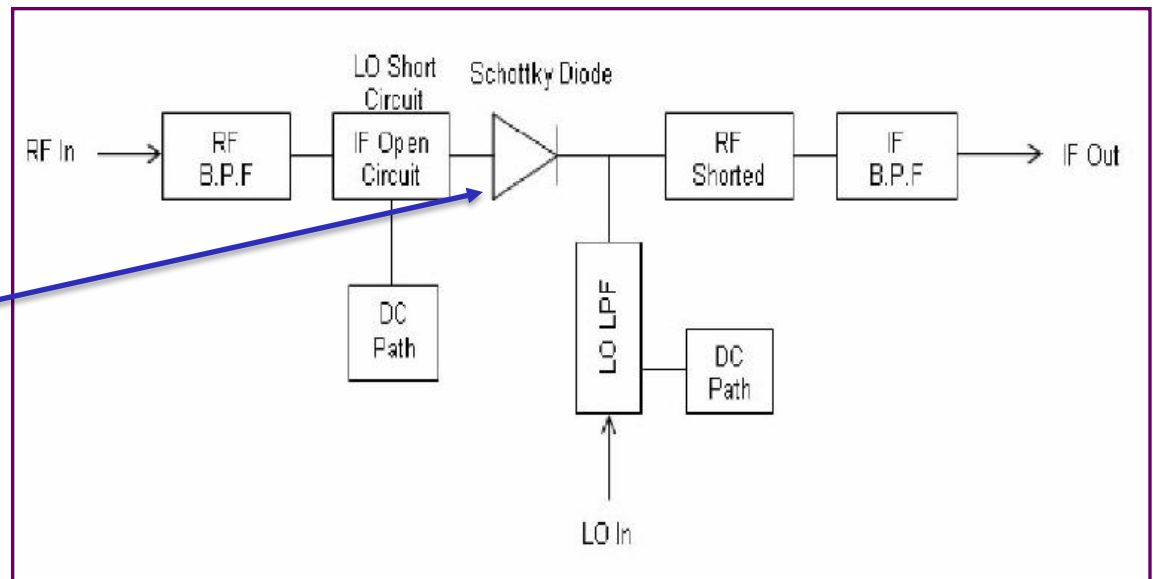 LO Short
Circuit
Schottky Diode
RF In
RF
B.P.F
IF Open
Circuit
RF
Shorted
IF
B.P.F
IF Out
DC
Path
LO LPF
DC
Path
LO In